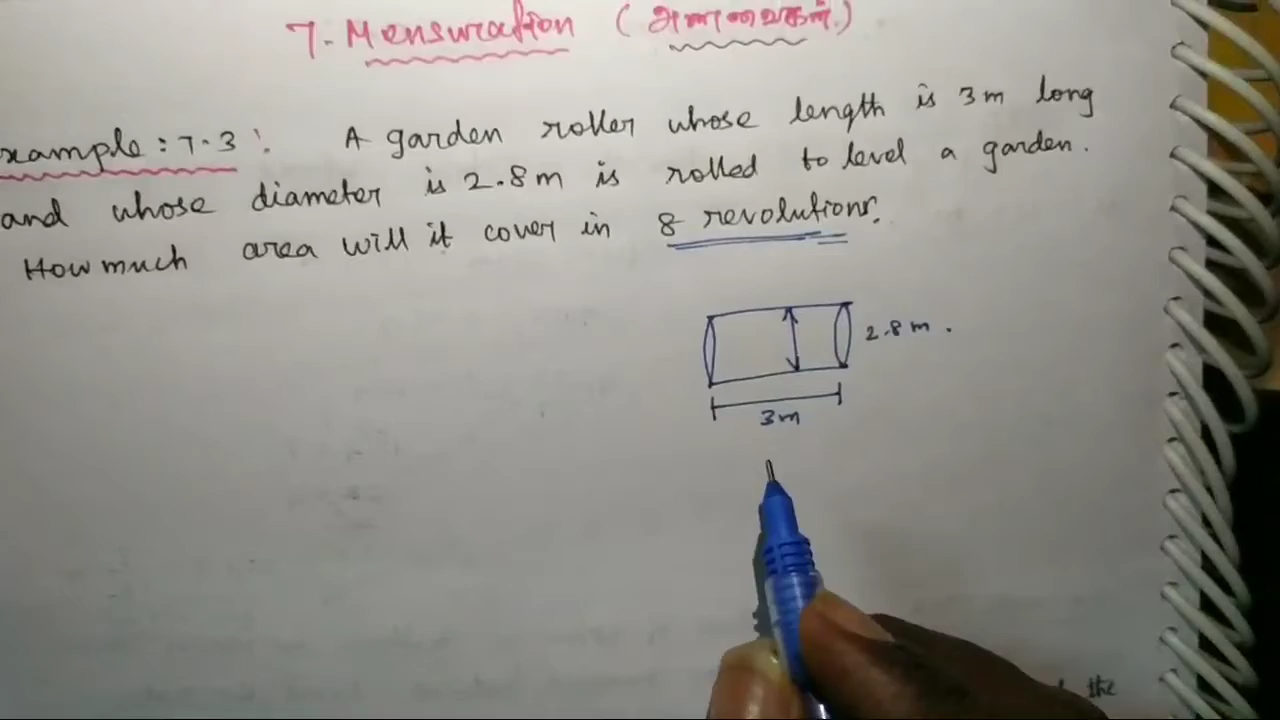 7. Mensuration (அளவைகள்.)
xample: 7.3: A garden roller whose length is 3m long
and whose diameter is 2.8m is rolled to level a garden.
How much area will it cover in 8 revolutions.
2.8m.
3m
the